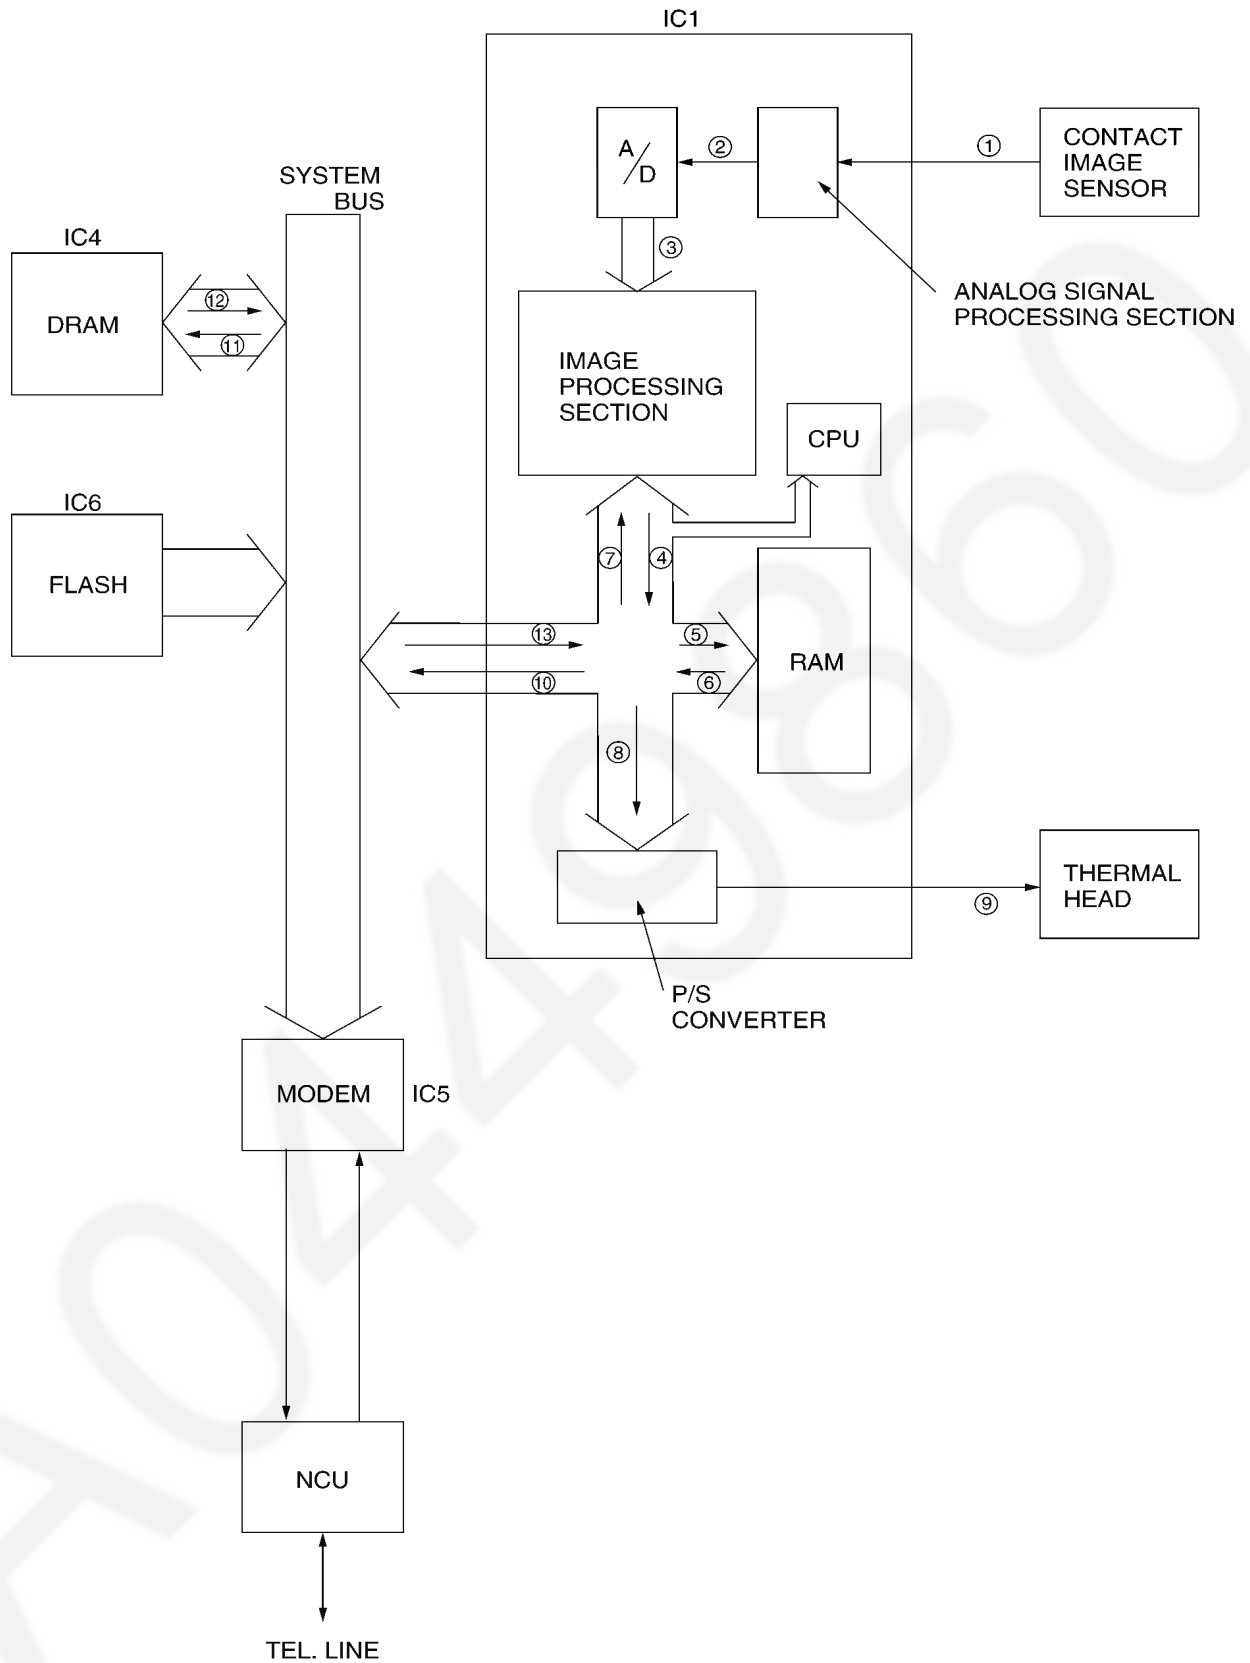 IC1
CONTACT
IMAGE
SENSOR
①
②
A/D
SYSTEM
BUS
③
IC4
DRAM
⑫
⑪
ANALOG SIGNAL
PROCESSING SECTION
IMAGE
PROCESSING
SECTION
CPU
IC6
FLASH
⑦
④
⑬
⑤
RAM
⑩
⑥
⑧
THERMAL
HEAD
⑨
P/S
CONVERTER
MODEM
IC5
NCU
TEL. LINE
A0449860